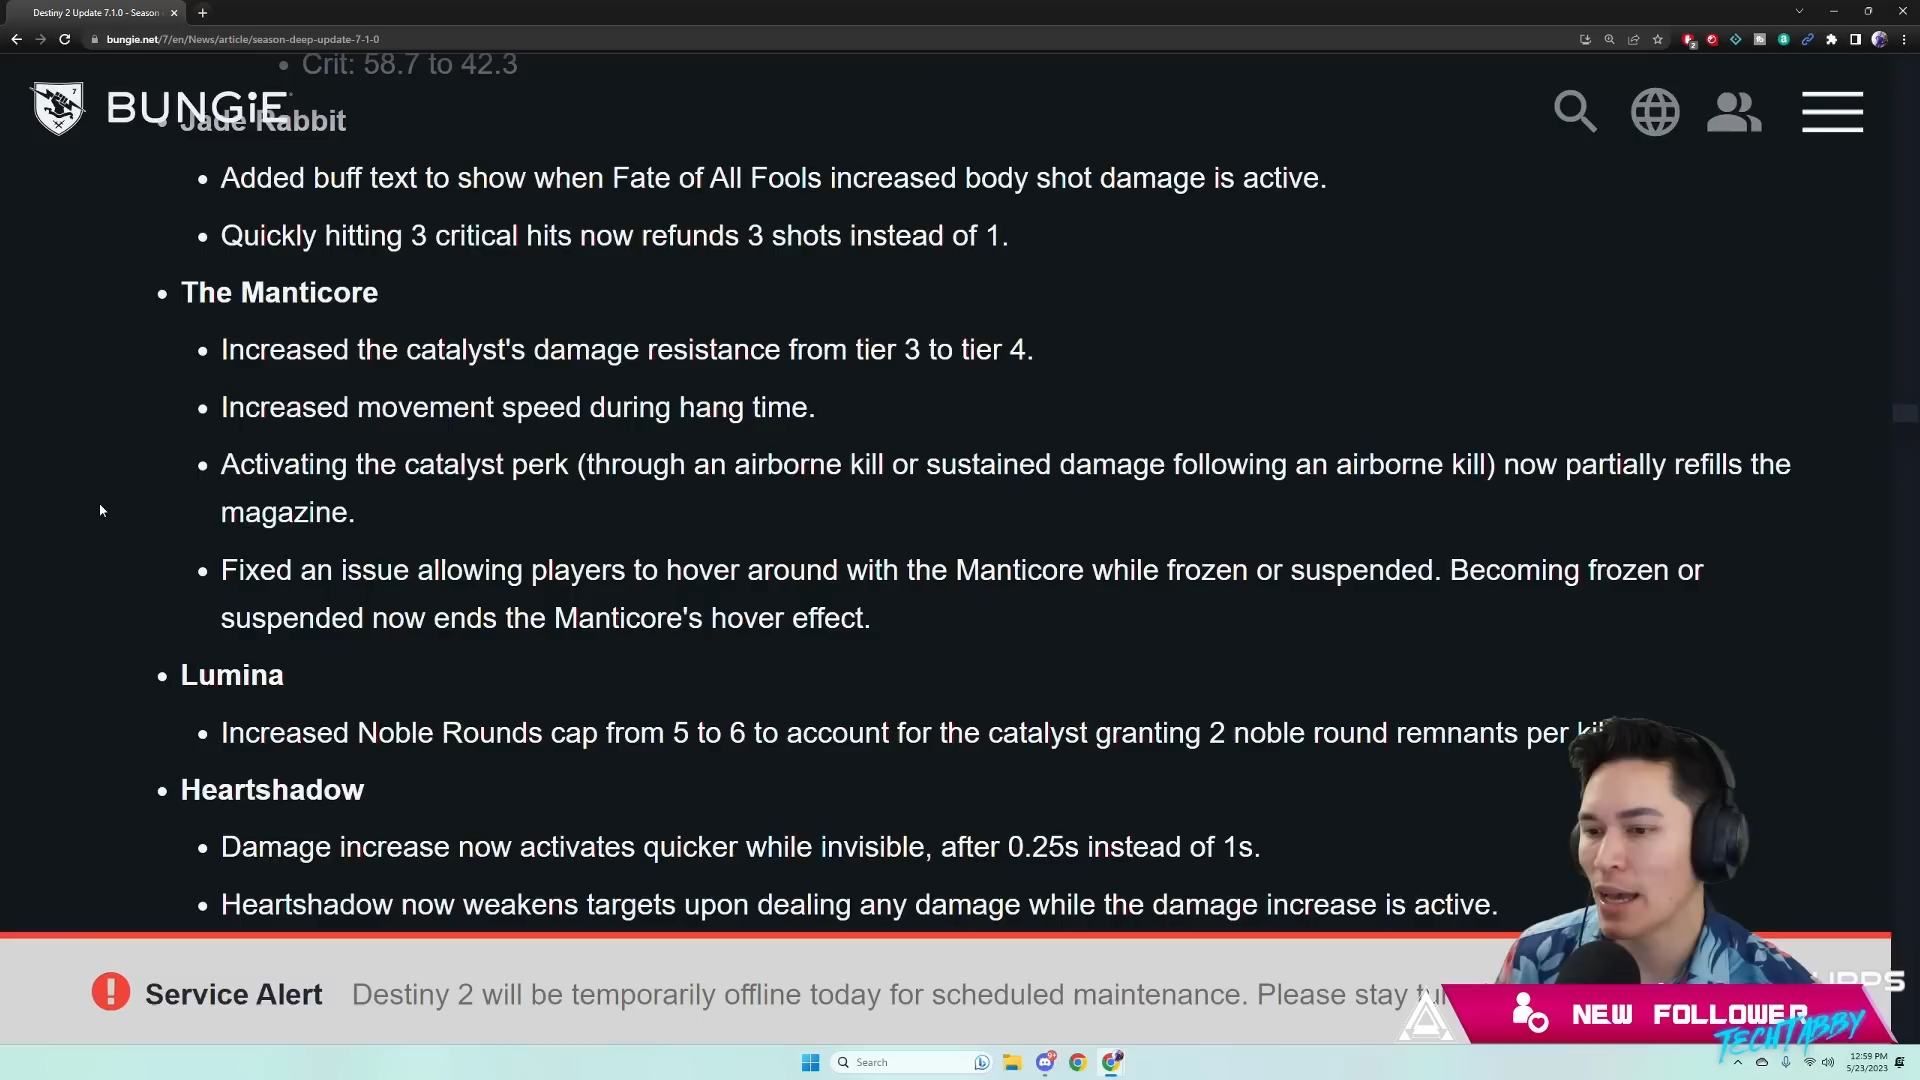 Destiny 2 Update 7.1.0 - Season
bungie.net/7/en/News/article/season-deep-update-7-1-0
• Crit: 58.7 to 42.3
7
BUNGiE
• Jade Rabbit
• Added buff text to show when Fate of All Fools increased body shot damage is active.
• Quickly hitting 3 critical hits now refunds 3 shots instead of 1.
• The Manticore
• Increased the catalyst's damage resistance from tier 3 to tier 4.
• Increased movement speed during hang time.
• Activating the catalyst perk (through an airborne kill or sustained damage following an airborne kill) now partially refills the
magazine.
• Fixed an issue allowing players to hover around with the Manticore while frozen or suspended. Becoming frozen or
suspended now ends the Manticore's hover effect.
• Lumina
• Increased Noble Rounds cap from 5 to 6 to account for the catalyst granting 2 noble round remnants per
• Heartshadow
• Damage increase now activates quicker while invisible, after 0.25s instead of 1s.
• Heartshadow now weakens targets upon dealing any damage while the damage increase is active.
Service Alert Destiny 2 will be temporarily offline today for scheduled maintenance. Please stay
NEW FOLLOWER
TECHTABBY
Search
12:59 PM
5/23/2023